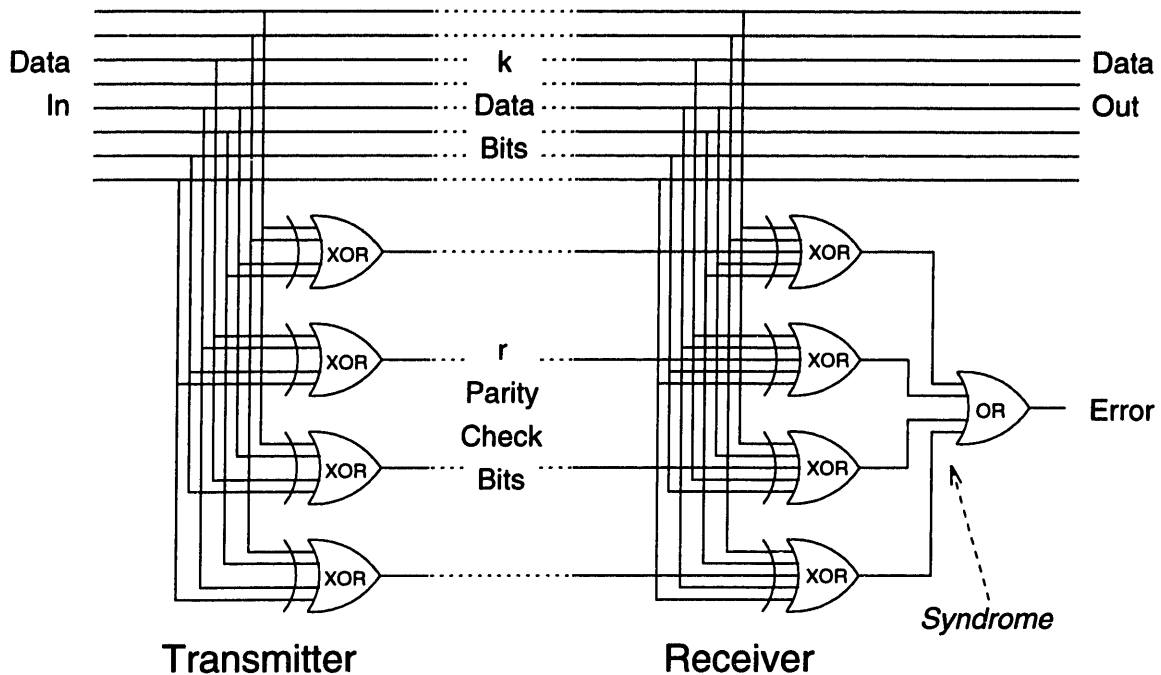 Data
In
k
Data
Bits
Data
Out
XOR
XOR
XOR
XOR
r
Parity
Check
Bits
XOR
XOR
XOR
XOR
OR
Error
Syndrome
Transmitter
Receiver